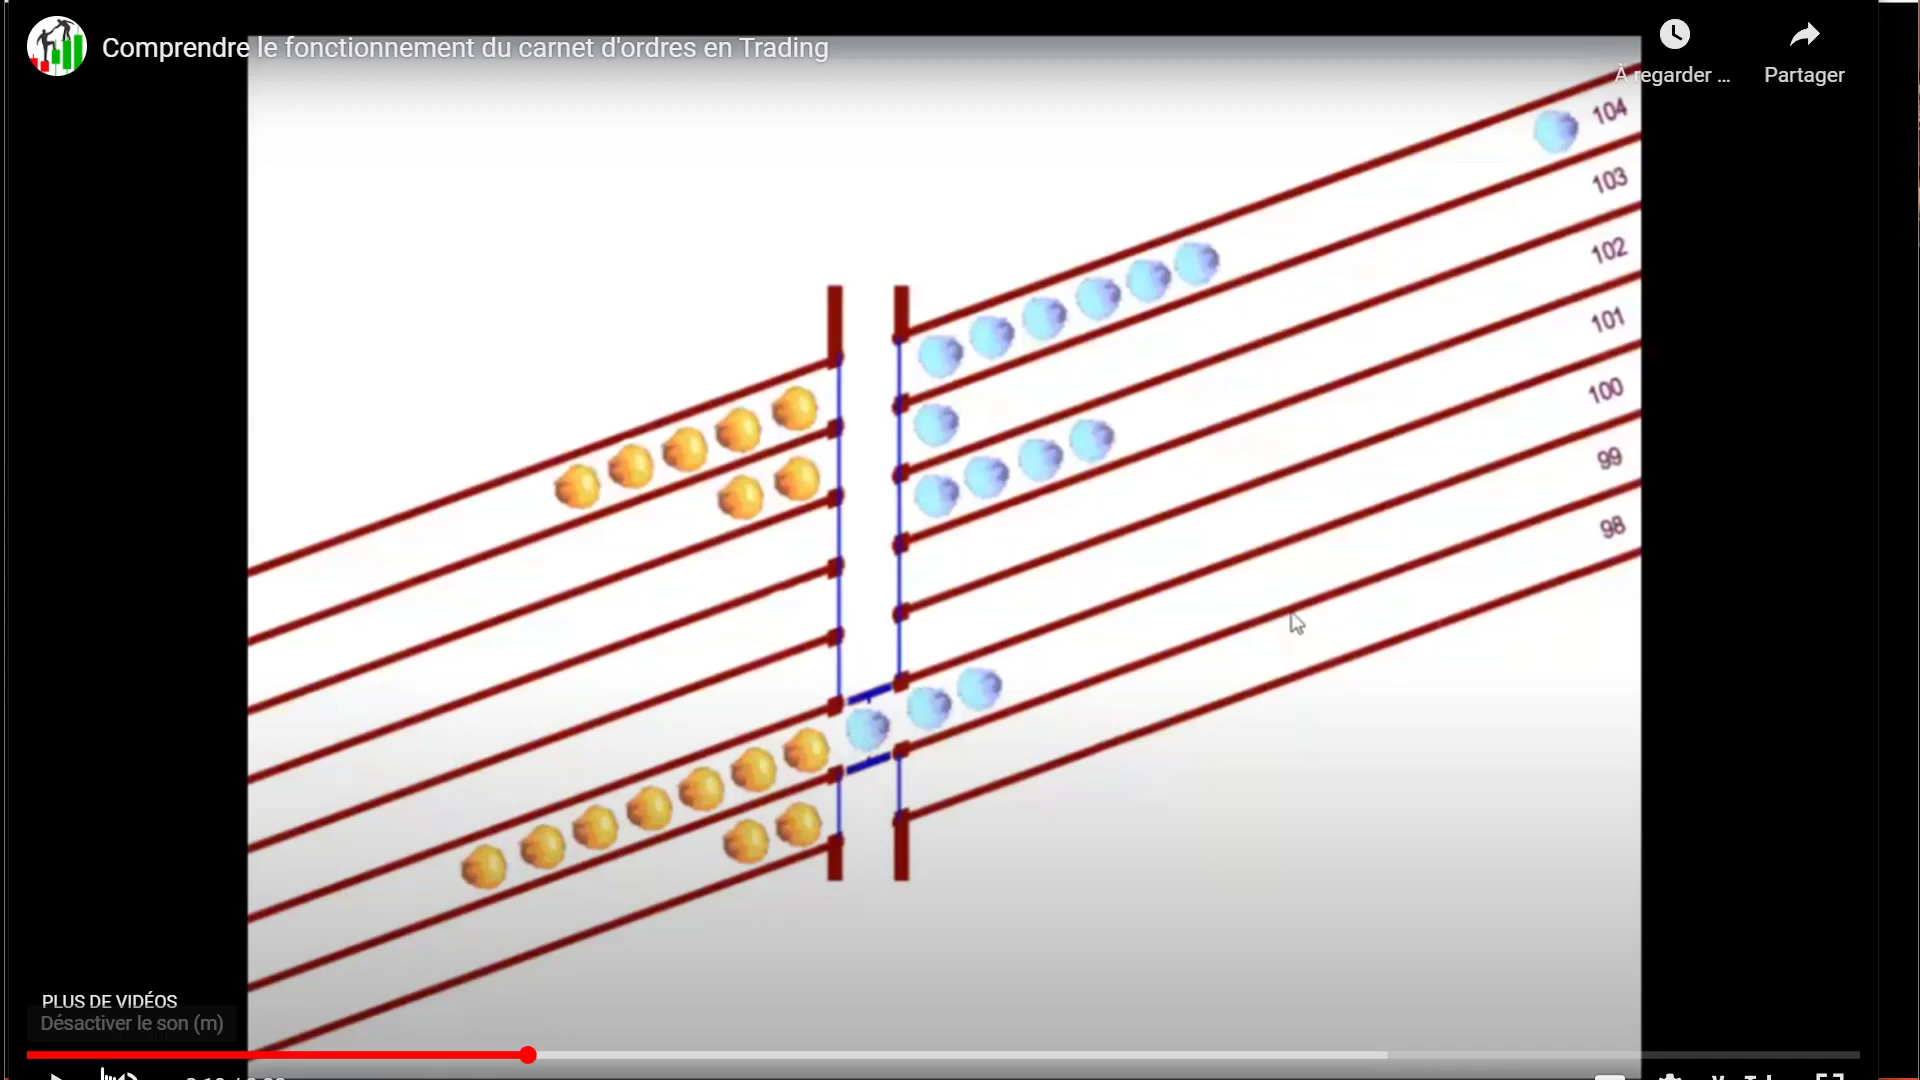 Comprendre le fonctionnement du carnet d'ordres en Trading
À regarder ...
Partager
104
103
102
101
100
99
98
PLUS DE VIDÉOS
Désactiver le son (m)